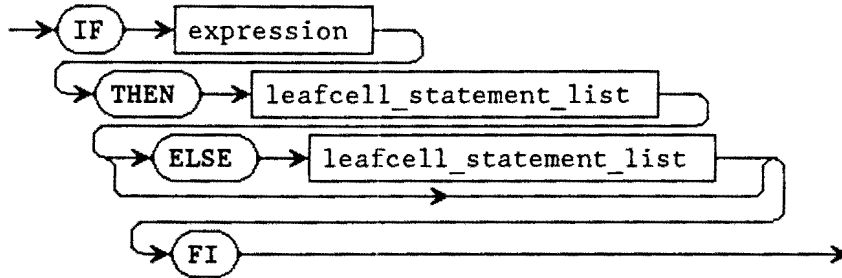 IF expression
THEN leafcell_statement_list
ELSE leafcell_statement_list
FI